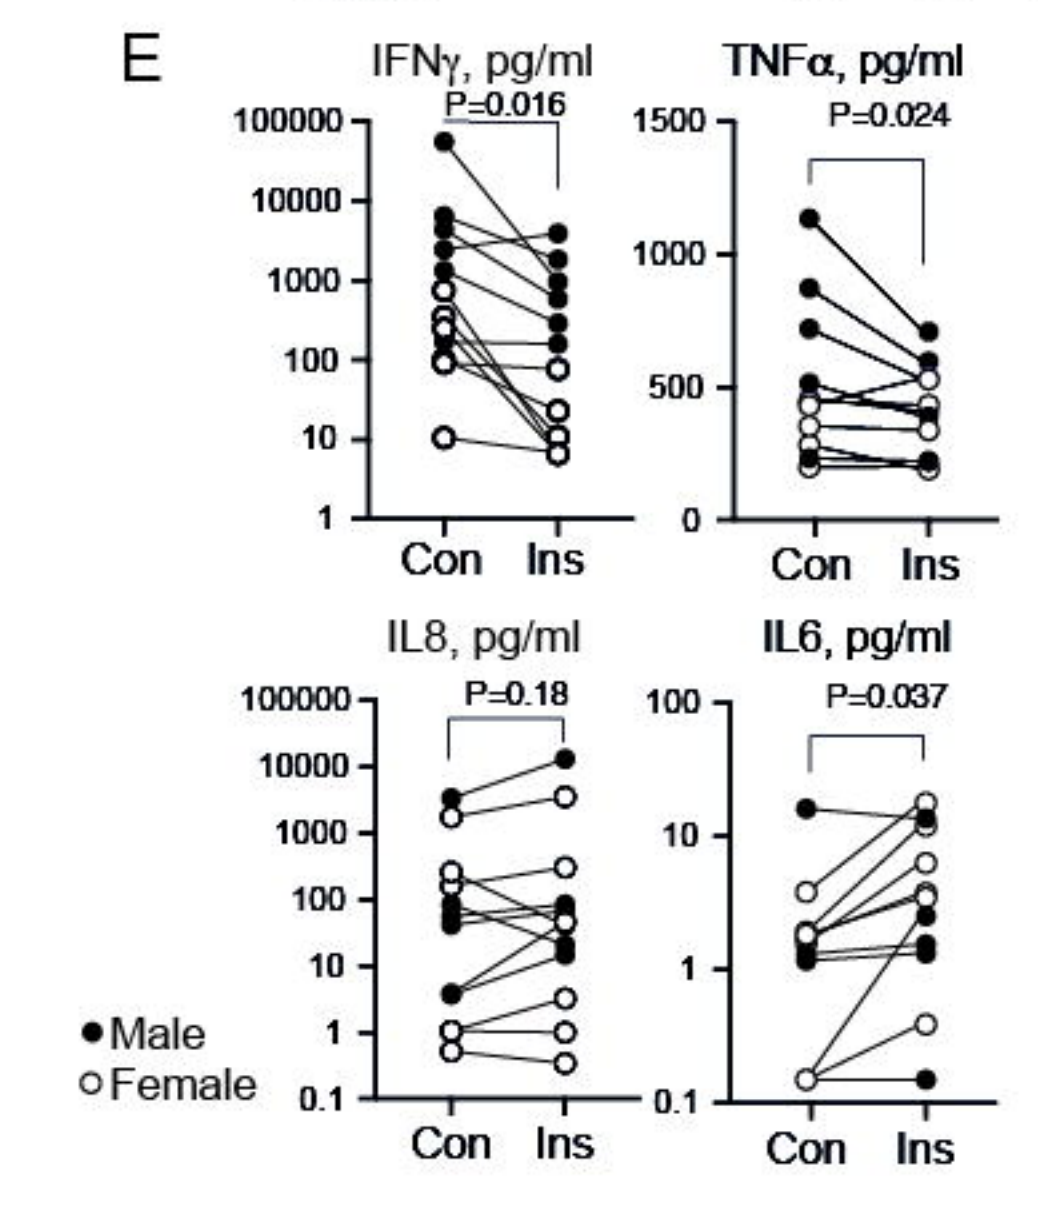 E
IFNγ, pg/ml
P=0.016
100000
10000
1000
100
10
1
Con Ins
TNFα, pg/ml
P=0.024
1500
1000
500
0
Con Ins
IL8, pg/ml
P=0.18
100000
10000
1000
100
10
1
0.1
Con Ins
IL6, pg/ml
P=0.037
100
10
1
0.1
Con Ins
Male
Female